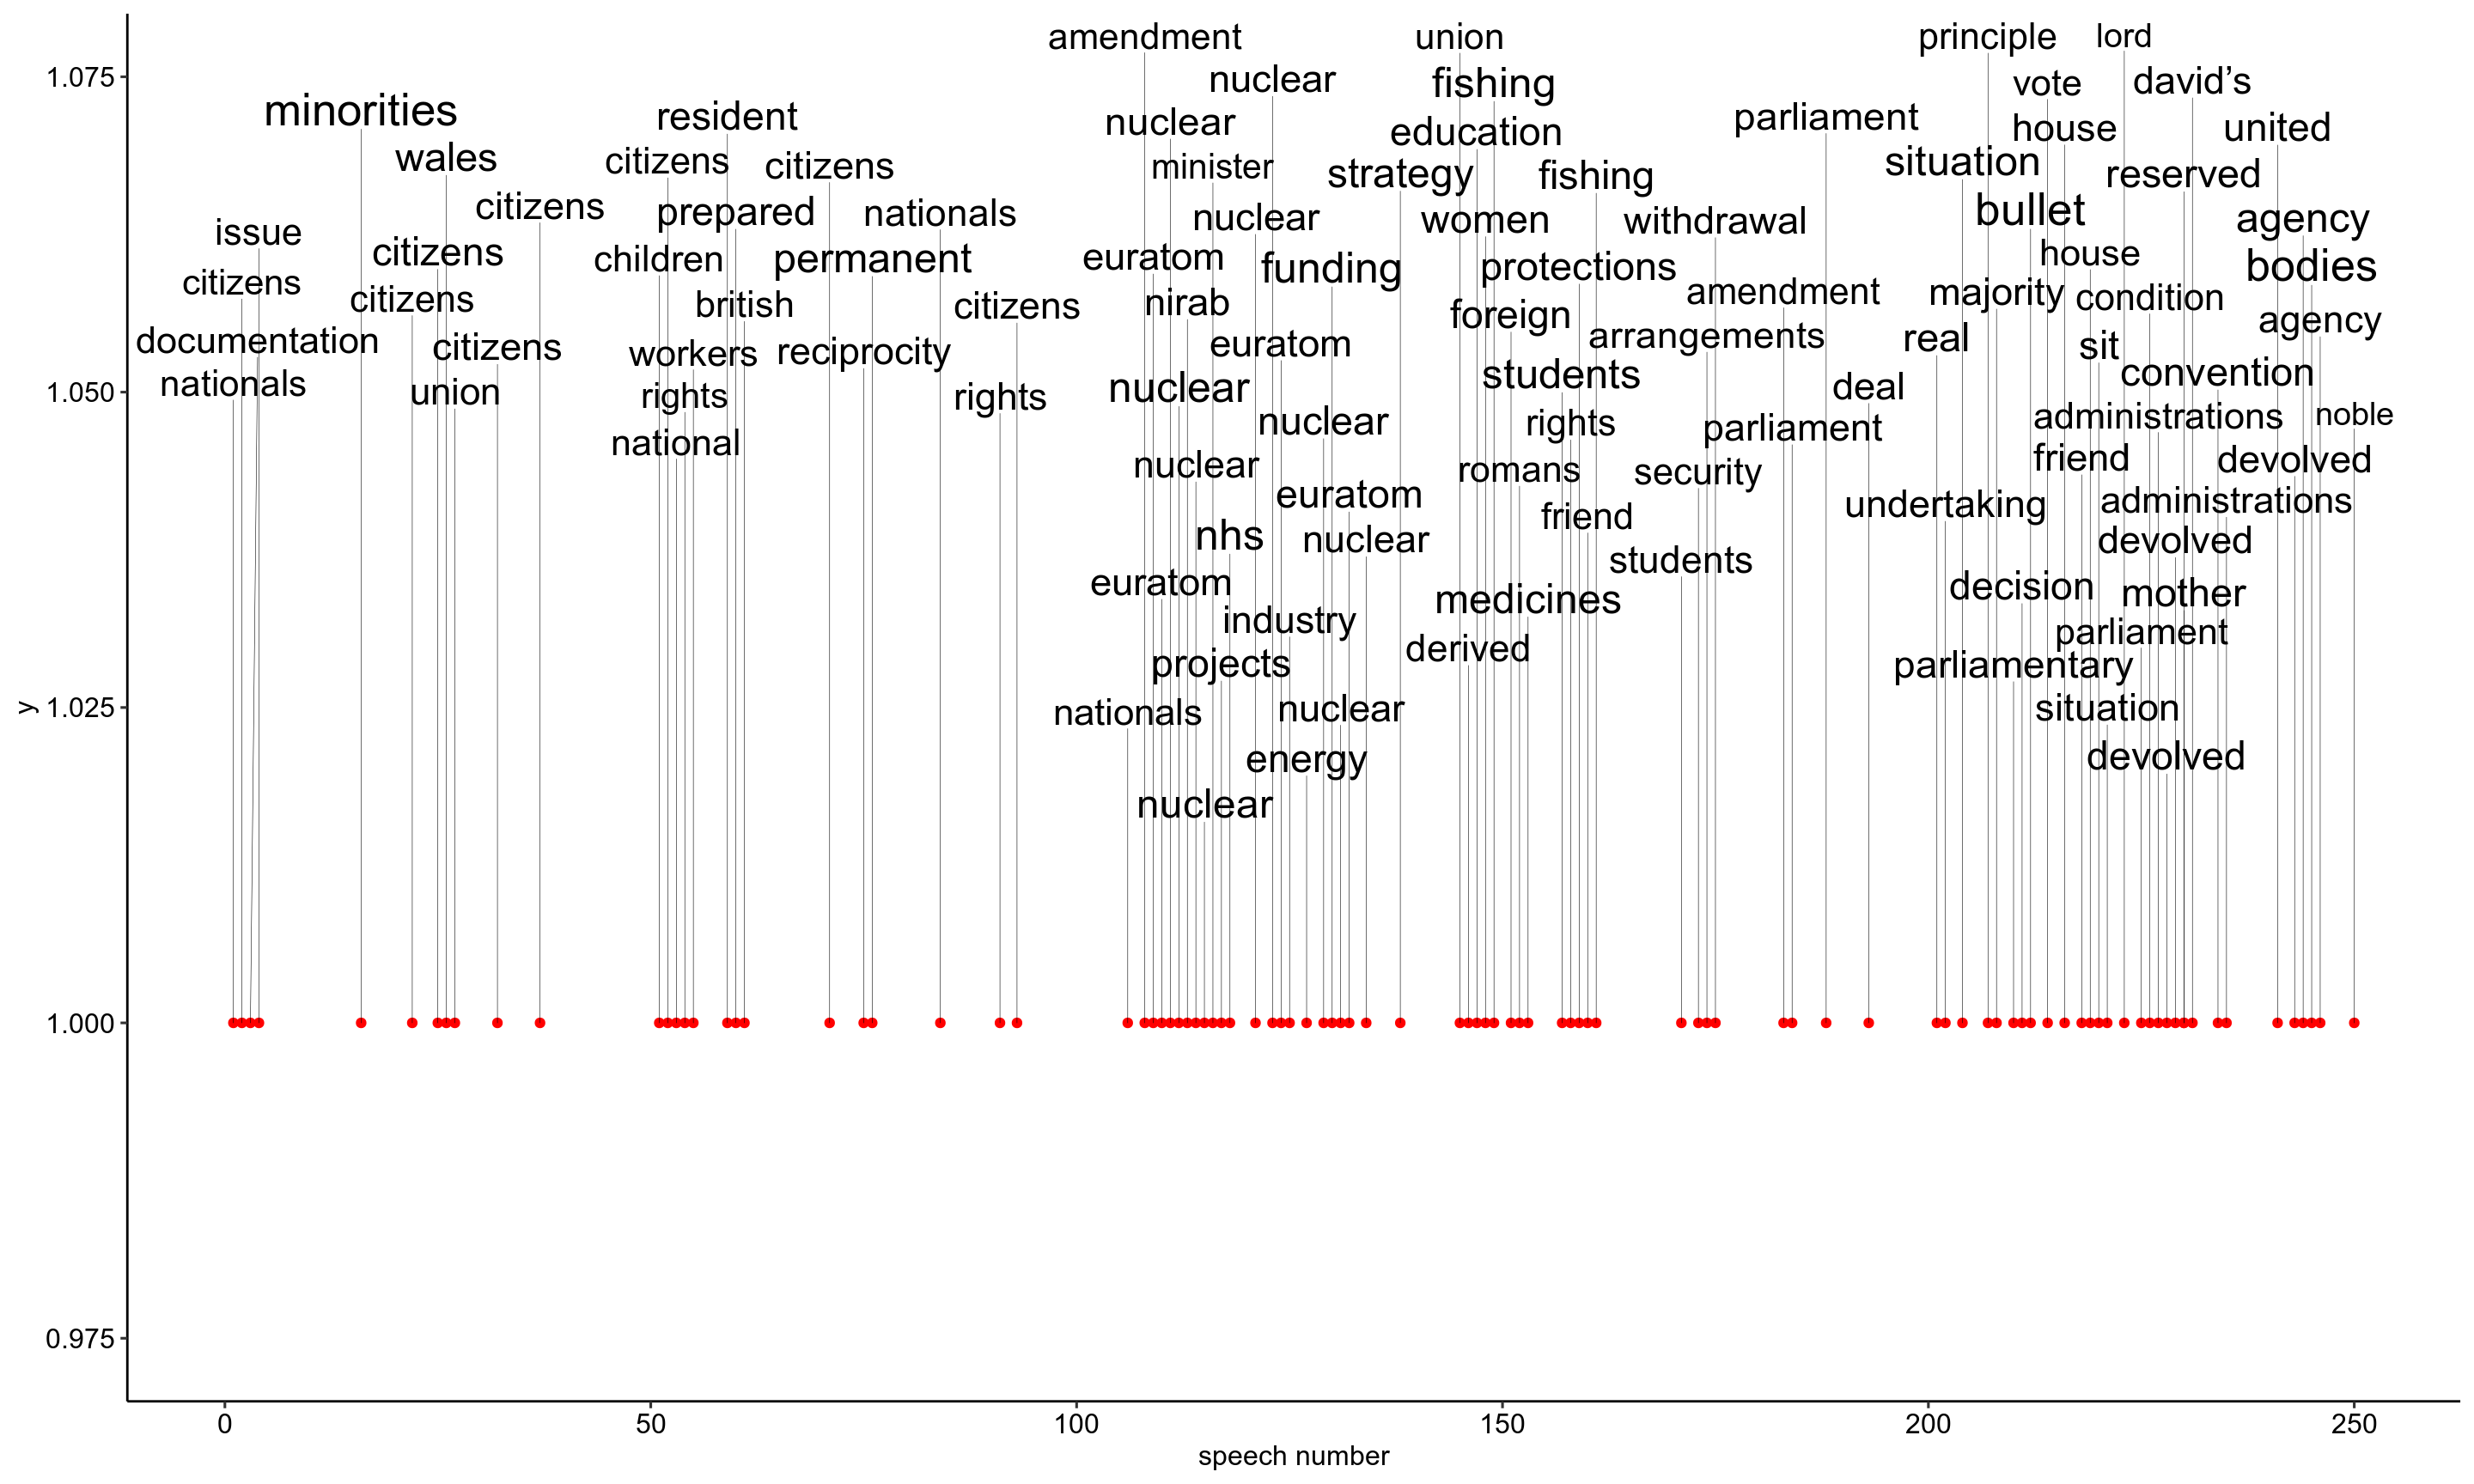 amendment
union
principle
lord
1.075
nuclear
fishing
vote
david’s
minorities
resident
nuclear
education
parliament
house
united
wales
citizens
citizens
minister
strategy
fishing
situation
reserved
citizens
prepared
nationals
nuclear
women
withdrawal
bullet
agency
issue
citizens
children
permanent
euratom
funding
protections
house
bodies
citizens
citizens
british
citizens
nirab
foreign
amendment
majority
condition
agency
documentation
citizens
workers
reciprocity
euratom
arrangements
real
sit
nationals
1.050
union
rights
rights
nuclear
students
deal
convention
national
nuclear
rights
parliament
administrations
noble
nuclear
romans
security
friend
devolved
euratom
friend
undertaking
administrations
nhs
nuclear
students
devolved
euratom
medicines
decision
mother
industry
derived
parliament
projects
parliamentary
nationals
nuclear
situation
1.025
y
energy
devolved
nuclear
1.000
0.975
0
50
100
150
200
250
speech number